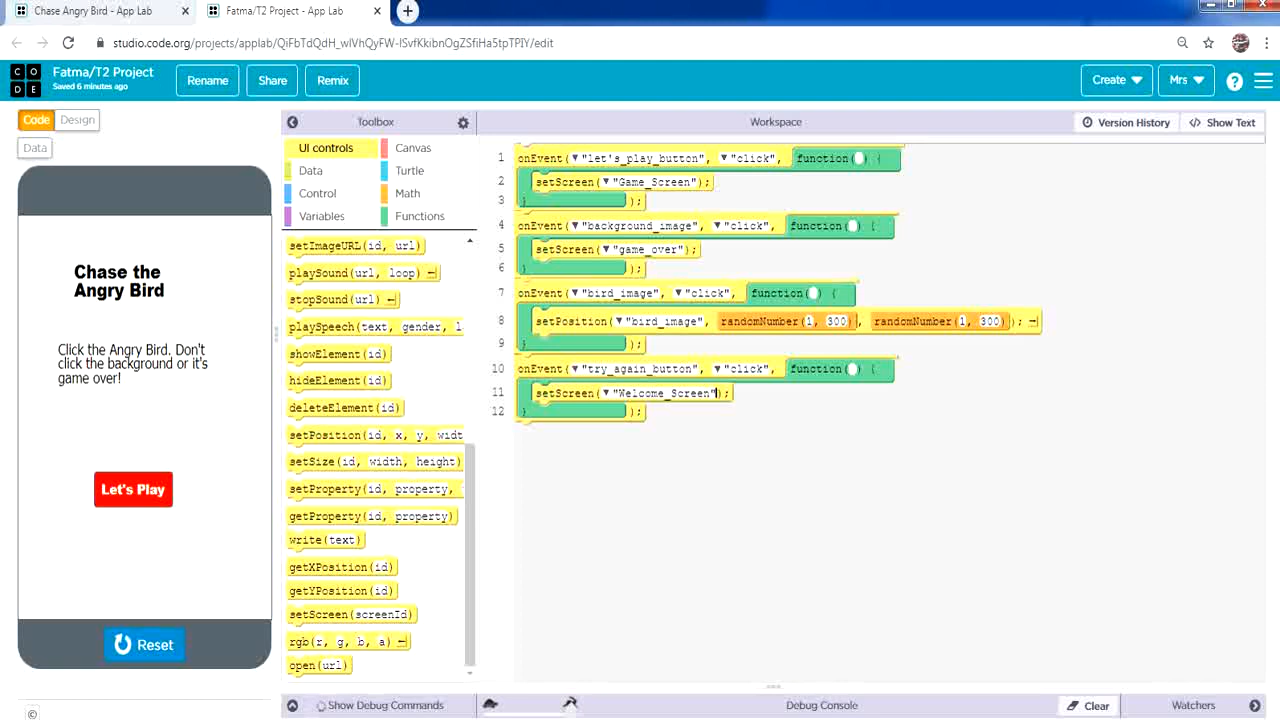 Chase Angry Bird - App Lab
Fatma/T2 Project - App Lab
studio.code.org/projects/applab/QiFbTdQdH_wIVhQyFW-ISvfKkibnOgZSfiHa5tpTPIY/edit
CODE
Fatma/T2 Project
Saved 6 minutes ago
Rename
Share
Remix
Create
Mrs
?
Code
Design
Data
Toolbox
Workspace
Version History
Show Text
UI controls
Canvas
Data
Turtle
Control
Math
Variables
Functions
setImageURL(id, url)
playSound(url, loop)
stopSound(url)
playSpeech(text, gender, l
showElement(id)
hideElement(id)
deleteElement(id)
setPosition(id, x, y, widt
setSize(id, width, height)
setProperty(id, property,
getProperty(id, property)
write(text)
getXPosition(id)
getYPosition(id)
setScreen(screenId)
rgb(r, g, b, a)
open(url)
1 onEvent("let's_play_button", "click", function() {
2 setScreen("Game_Screen");
3 });
4 onEvent("background_image", "click", function() {
5 setScreen("game_over");
6 });
7 onEvent("bird_image", "click", function() {
8 setPosition("bird_image", randomNumber(1, 300), randomNumber(1, 300));
9 });
10 onEvent("try_again_button", "click", function() {
11 setScreen("Welcome_Screen");
12 });
Chase the
Angry Bird
Click the Angry Bird. Don't
click the background or it's
game over!
Let's Play
Reset
©
Show Debug Commands
Debug Console
Clear
Watchers